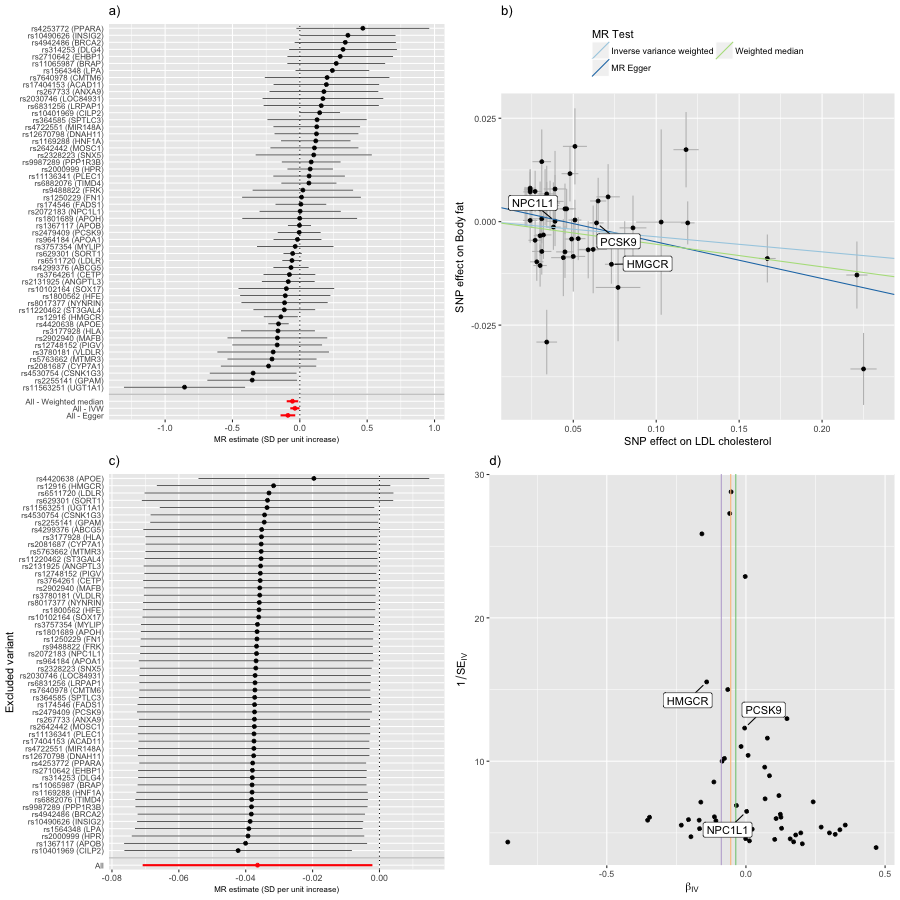 a)
rs4253772 (PPARA)
rs10490626 (INSIG2)
rs4942486 (BRCA2)
rs314253 (DLG4)
rs2710642 (EHBP1)
rs11065987 (BRAP)
rs1564348 (LPA)
rs7640978 (CMTM6)
rs17404153 (ACAD11)
rs267733 (ANXA9)
rs2030746 (LOC84931)
rs6831256 (LRPAP1)
rs10401969 (CILP2)
rs364585 (SPTLC3)
rs4722551 (MIR148A)
rs12670798 (DNAH11)
rs1169288 (HNF1A)
rs2642442 (MOSC1)
rs2328223 (SNX5)
rs9987289 (PPP1R3B)
rs2000999 (HPR)
rs11136341 (PLEC1)
rs6882076 (TIMD4)
rs9488822 (FRK)
rs1250229 (FN1)
rs174546 (FADS1)
rs2072183 (NPC1L1)
rs1801689 (APOH)
rs1367117 (APOB)
rs2479409 (PCSK9)
rs964184 (APOA1)
rs3757354 (MYLIP)
rs629301 (SORT1)
rs6511720 (LDLR)
rs4299376 (ABCG5)
rs3764261 (CETP)
rs2131925 (ANGPTL3)
rs10102164 (SOX17)
rs1800562 (HFE)
rs8017377 (NYNRIN)
rs11220462 (ST3GAL4)
rs12916 (HMGCR)
rs4420638 (APOE)
rs3177928 (HLA)
rs2902940 (MAFB)
rs12748152 (PIGV)
rs3780181 (VLDLR)
rs5763662 (MTMR3)
rs2081687 (CYP7A1)
rs4530754 (CSNK1G3)
rs2255141 (GPAM)
rs11563251 (UGT1A1)
All - Weighted median
All - IVW
All - Egger
-1.0 -0.5 0.0 0.5 1.0
MR estimate (SD per unit increase)
b)
MR Test
Inverse variance weighted Weighted median
MR Egger
SNP effect on Body fat
0.025
0.000
-0.025
NPC1L1
PCSK9
HMGCR
0.05 0.10 0.15 0.20
SNP effect on LDL cholesterol
c)
Excluded variant
rs4420638 (APOE)
rs12916 (HMGCR)
rs6511720 (LDLR)
rs629301 (SORT1)
rs11563251 (UGT1A1)
rs4530754 (CSNK1G3)
rs2255141 (GPAM)
rs4299376 (ABCG5)
rs3177928 (HLA)
rs2081687 (CYP7A1)
rs5763662 (MTMR3)
rs11220462 (ST3GAL4)
rs2131925 (ANGPTL3)
rs12748152 (PIGV)
rs3764261 (CETP)
rs2902940 (MAFB)
rs3780181 (VLDLR)
rs8017377 (NYNRIN)
rs1800562 (HFE)
rs10102164 (SOX17)
rs3757354 (MYLIP)
rs1801689 (APOH)
rs1250229 (FN1)
rs9488822 (FRK)
rs2072183 (NPC1L1)
rs964184 (APOA1)
rs2328223 (SNX5)
rs2030746 (LOC84931)
rs6831256 (LRPAP1)
rs7640978 (CMTM6)
rs364585 (SPTLC3)
rs174546 (FADS1)
rs2479409 (PCSK9)
rs267733 (ANXA9)
rs2642442 (MOSC1)
rs11136341 (PLEC1)
rs17404153 (ACAD11)
rs4722551 (MIR148A)
rs12670798 (DNAH11)
rs4253772 (PPARA)
rs2710642 (EHBP1)
rs314253 (DLG4)
rs11065987 (BRAP)
rs1169288 (HNF1A)
rs6882076 (TIMD4)
rs9987289 (PPP1R3B)
rs4942486 (BRCA2)
rs10490626 (INSIG2)
rs1564348 (LPA)
rs2000999 (HPR)
rs1367117 (APOB)
rs10401969 (CILP2)
All
-0.08 -0.06 -0.04 -0.02 0.00
MR estimate (SD per unit increase)
d)
1/SE_IV
30
20
10
HMGCR
PCSK9
NPC1L1
-0.5 0.0 0.5
β_IV